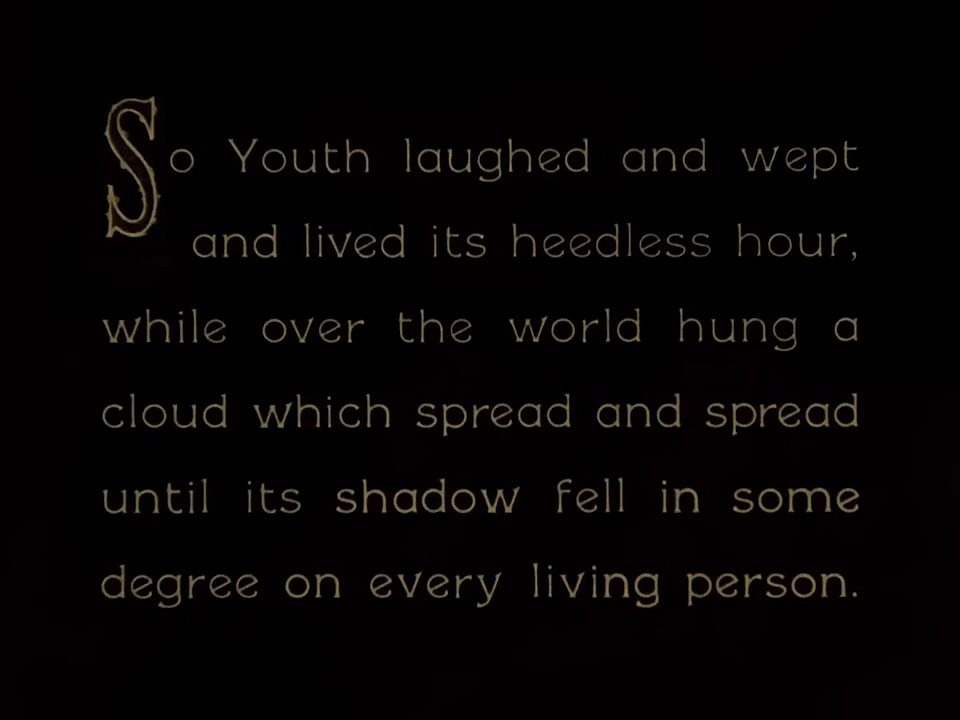 So Youth laughed and wept
and lived its heedless hour,
while over the world hung a
cloud which spread and spread
until its shadow fell in some
degree on every living person.